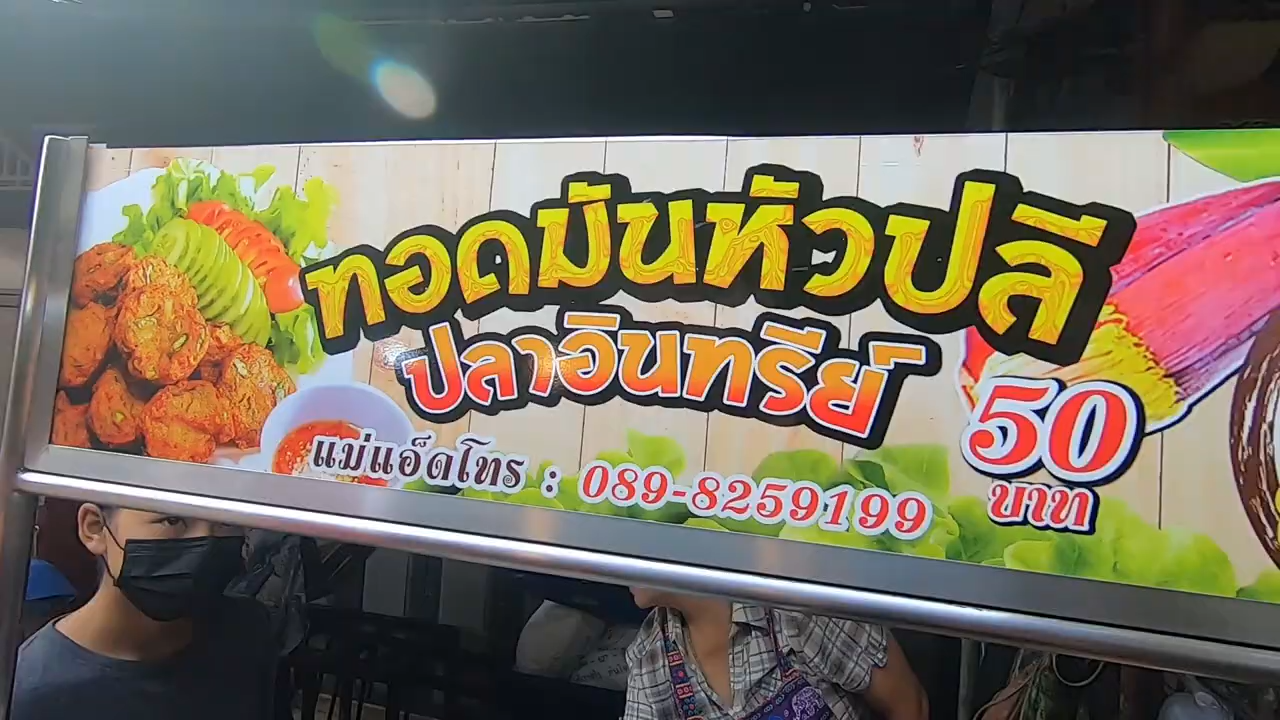 ทอดมันหัวปลี
ปลาอินทรีย์
50
บาท
แม่แอ็ดโทร : 089-8259199